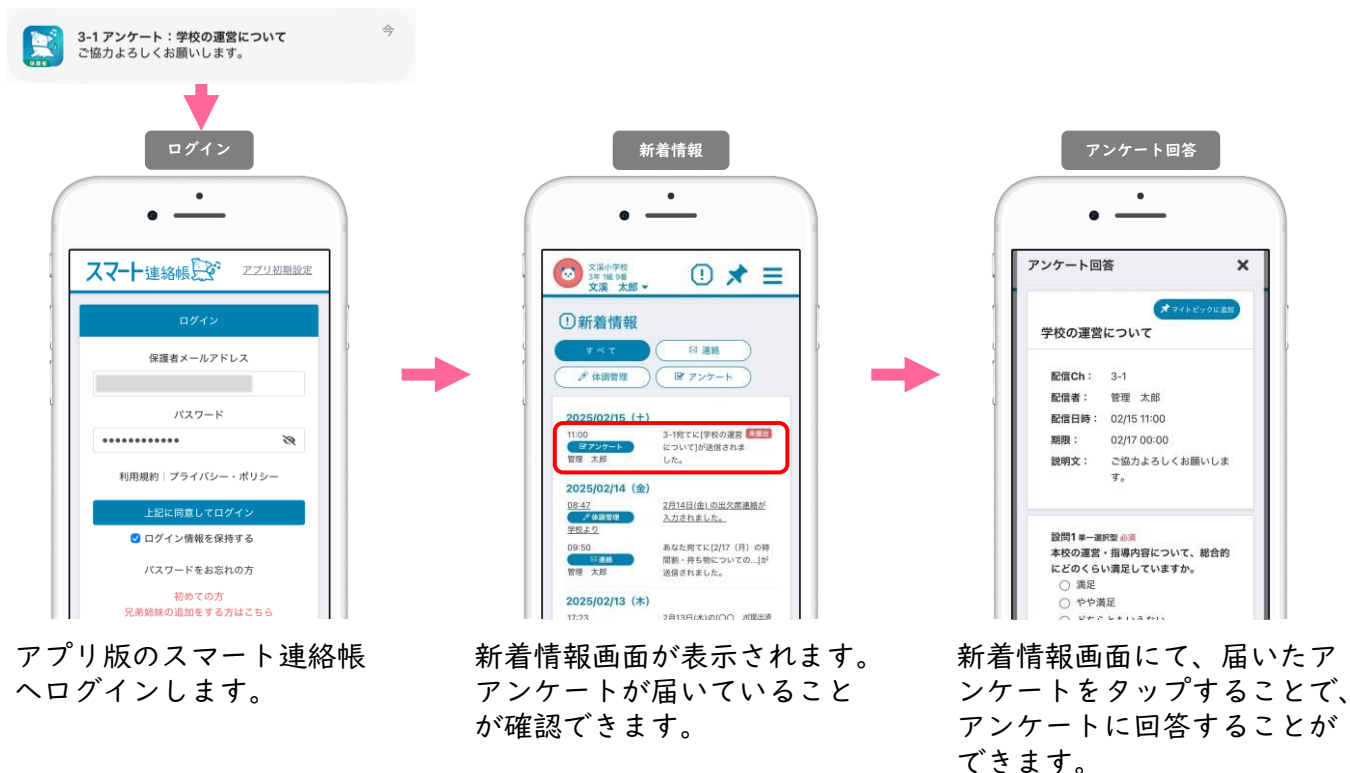 3-1 アンケート：学校の運営について
今
ご協力よろしくお願いします。
保護者
ログイン
スマート連絡帳
アプリ初期設定
ログイン
保護者メールアドレス
パスワード
••••••••••••
利用規約｜プライバシー・ポリシー
上記に同意してログイン
ログイン情報を保持する
パスワードをお忘れの方
初めての方
兄弟姉妹の追加をする方はこちら
アプリ版のスマート連絡帳
へログインします。
新着情報
文溪小学校
3年 1組 9番
文溪 太郎
新着情報
すべて
連絡
体調管理
アンケート
2025/02/15（土）
11:00
アンケート
管理 太郎
3-1宛てに[学校の運営 未提出
について]が送信されま
した。
2025/02/14（金）
08:47
体調管理
学校より
2月14日(金) の出欠席連絡が
入力されました。
09:50
連絡
管理 太郎
あなた宛てに[2/17（月）の時
間割・持ち物についての...]が
送信されました。
2025/02/13（木）
17:23
新着情報画面が表示されます。
アンケートが届いていること
が確認できます。
アンケート回答
アンケート回答
マイトピックに追加
学校の運営について
配信Ch： 3-1
配信者： 管理 太郎
配信日時： 02/15 11:00
期限： 02/17 00:00
説明文： ご協力よろしくお願いしま
す。
設問1 単一選択型 必須
本校の運営・指導内容について、総合的
にどのくらい満足していますか。
満足
やや満足
どちらともいえない
新着情報画面にて、届いたア
ンケートをタップすることで、
アンケートに回答することが
できます。